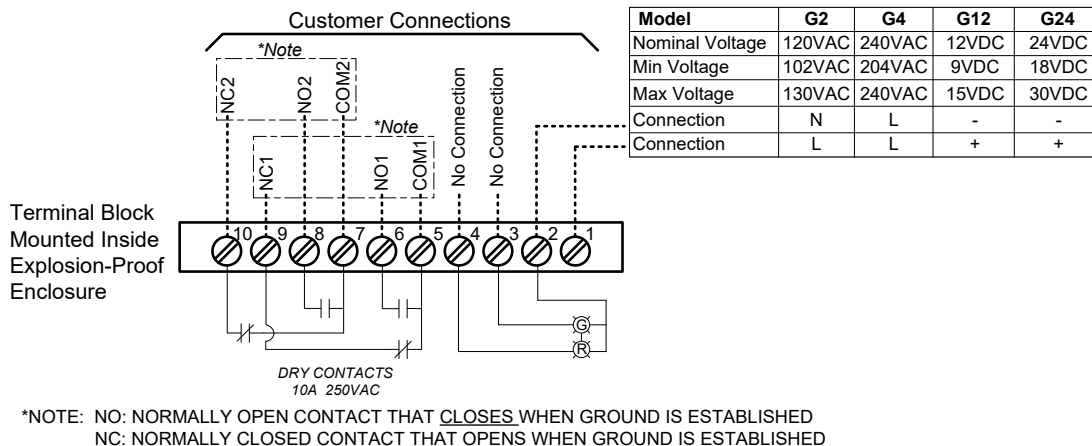 Customer Connections
*Note
NC2
NO2
COM2
*Note
NC1
NO1
COM1
No Connection
No Connection
Model G2 G4 G12 G24
Nominal Voltage 120VAC 240VAC 12VDC 24VDC
Min Voltage 102VAC 204VAC 9VDC 18VDC
Max Voltage 130VAC 240VAC 15VDC 30VDC
Connection N L - -
Connection L L + +
Terminal Block
Mounted Inside
Explosion-Proof
Enclosure
10 9 8 7 6 5 4 3 2 1
G
R
DRY CONTACTS
10A 250VAC
*NOTE: NO: NORMALLY OPEN CONTACT THAT CLOSES WHEN GROUND IS ESTABLISHED
NC: NORMALLY CLOSED CONTACT THAT OPENS WHEN GROUND IS ESTABLISHED